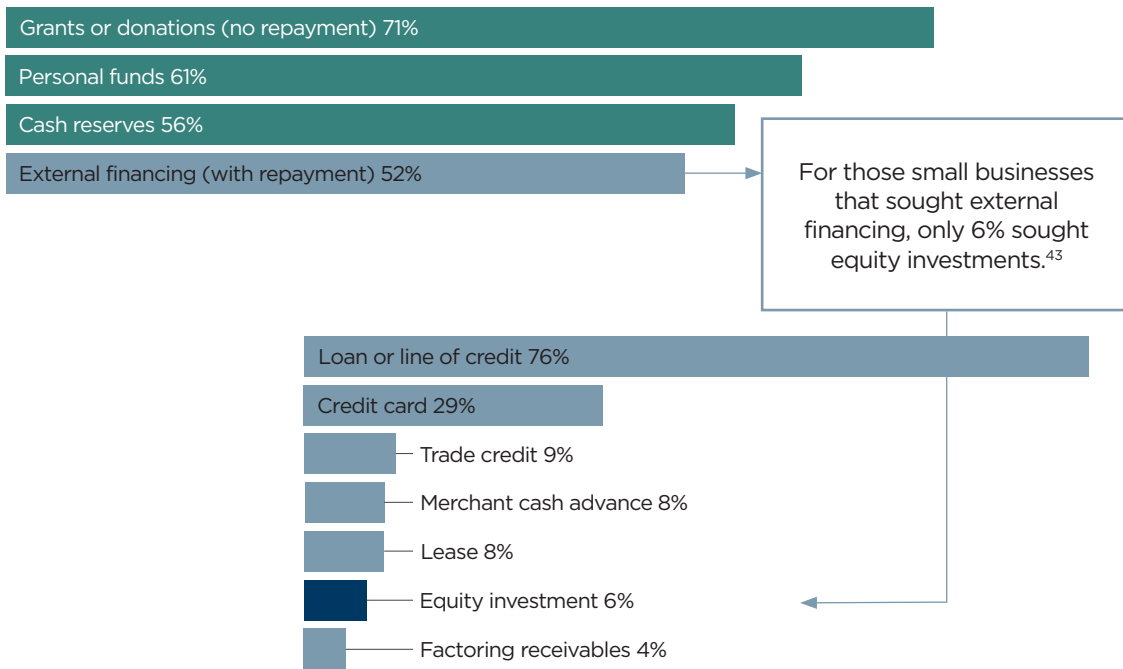 Grants or donations (no repayment) 71%
Personal funds 61%
Cash reserves 56%
External financing (with repayment) 52%
For those small businesses
that sought external
financing, only 6% sought
equity investments.⁴³
Loan or line of credit 76%
Credit card 29%
Trade credit 9%
Merchant cash advance 8%
Lease 8%
Equity investment 6%
Factoring receivables 4%